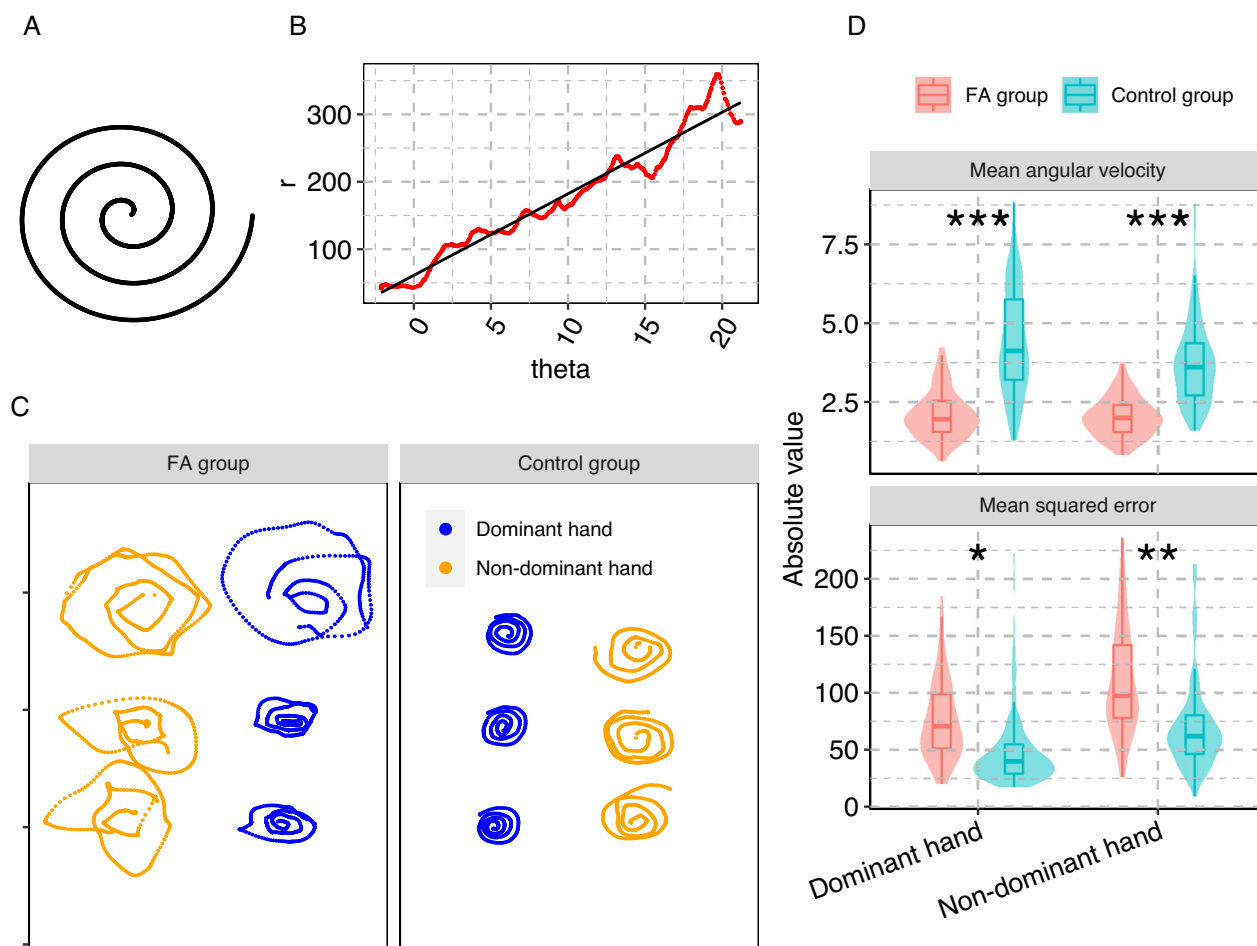 A
B
D
FA group
Control group
300
200
100
r
0
5
10
15
20
theta
C
FA group
Control group
Dominant hand
Non-dominant hand
Mean angular velocity
***
***
7.5
5.0
2.5
Absolute value
Mean squared error
*
**
200
150
100
50
0
Dominant hand
Non-dominant hand